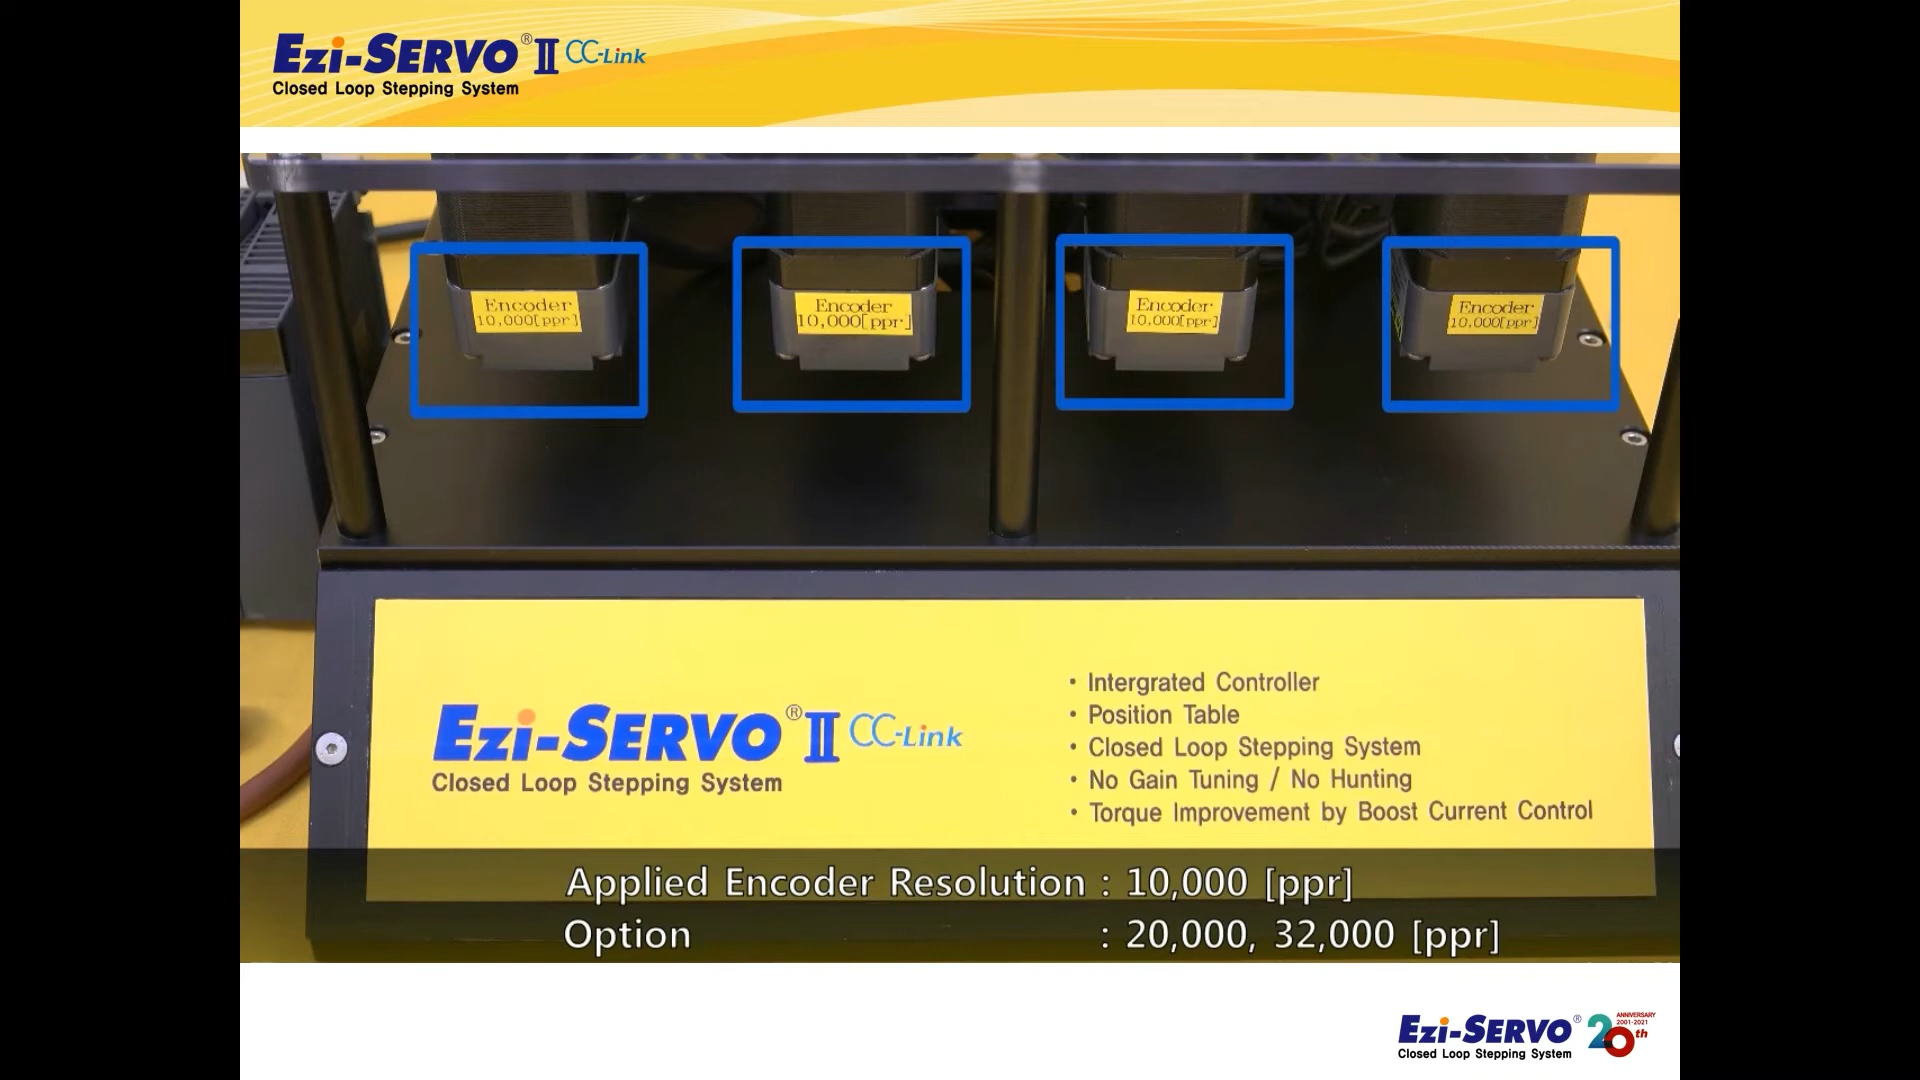 Ezi-SERVO® II CC-Link
Closed Loop Stepping System
Encoder
10,000[ppr]
Encoder
10,000[ppr]
Encoder
10,000[ppr]
Encoder
10,000[ppr]
Ezi-SERVO® II CC-Link
Closed Loop Stepping System
• Intergrated Controller
• Position Table
• Closed Loop Stepping System
• No Gain Tuning / No Hunting
• Torque Improvement by Boost Current Control
Applied Encoder Resolution : 10,000 [ppr]
Option : 20,000, 32,000 [ppr]
Ezi-SERVO® 20th
ANNIVERSARY
2001-2021
Closed Loop Stepping System